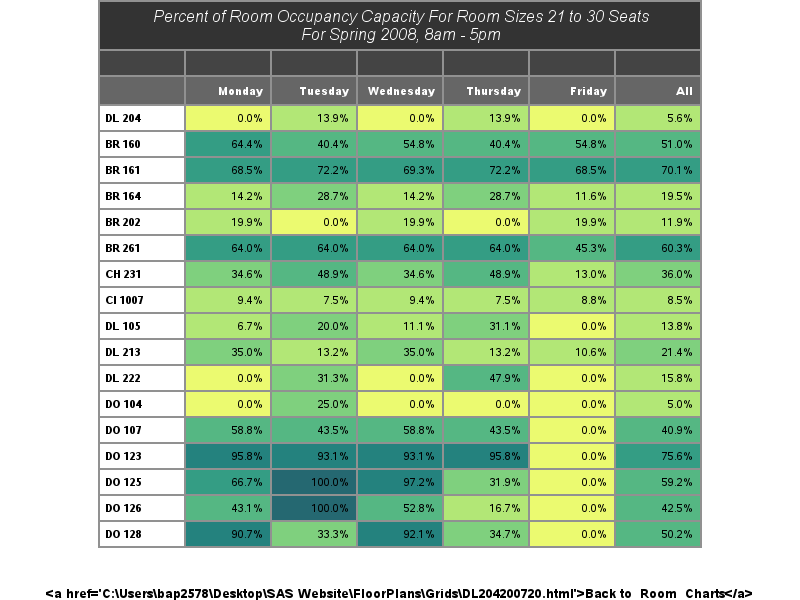 Percent of Room Occupancy Capacity For Room Sizes 21 to 30 Seats
For Spring 2008, 8am - 5pm
Monday Tuesday Wednesday Thursday Friday All
DL 204 0.0% 13.9% 0.0% 13.9% 0.0% 5.6%
BR 160 64.4% 40.4% 54.8% 40.4% 54.8% 51.0%
BR 161 68.5% 72.2% 69.3% 72.2% 68.5% 70.1%
BR 164 14.2% 28.7% 14.2% 28.7% 11.6% 19.5%
BR 202 19.9% 0.0% 19.9% 0.0% 19.9% 11.9%
BR 261 64.0% 64.0% 64.0% 64.0% 45.3% 60.3%
CH 231 34.6% 48.9% 34.6% 48.9% 13.0% 36.0%
CI 1007 9.4% 7.5% 9.4% 7.5% 8.8% 8.5%
DL 105 6.7% 20.0% 11.1% 31.1% 0.0% 13.8%
DL 213 35.0% 13.2% 35.0% 13.2% 10.6% 21.4%
DL 222 0.0% 31.3% 0.0% 47.9% 0.0% 15.8%
DO 104 0.0% 25.0% 0.0% 0.0% 0.0% 5.0%
DO 107 58.8% 43.5% 58.8% 43.5% 0.0% 40.9%
DO 123 95.8% 93.1% 93.1% 95.8% 0.0% 75.6%
DO 125 66.7% 100.0% 97.2% 31.9% 0.0% 59.2%
DO 126 43.1% 100.0% 52.8% 16.7% 0.0% 42.5%
DO 128 90.7% 33.3% 92.1% 34.7% 0.0% 50.2%
<a href='C:\Users\bap2578\Desktop\SAS Website\FloorPlans\Grids\DL204200720.html'>Back to Room Charts</a>